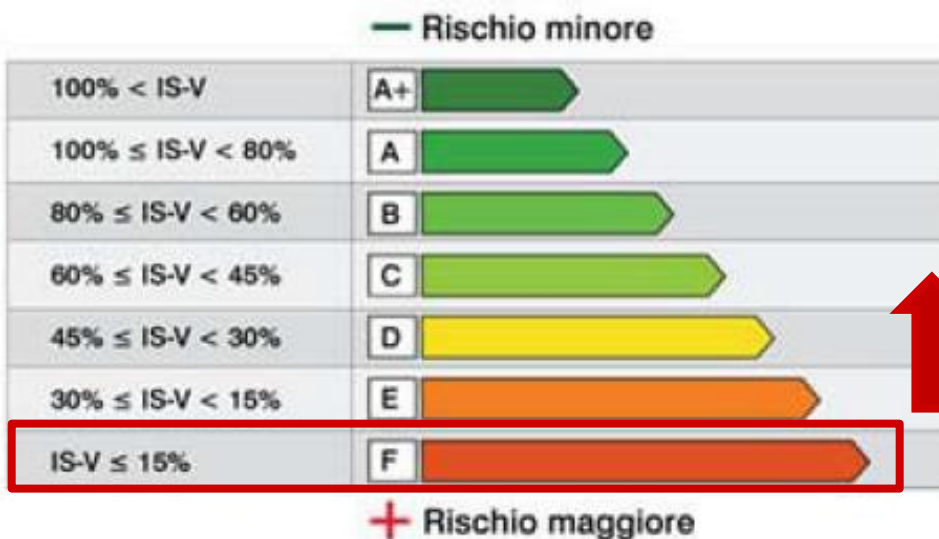 — Rischio minore
100% < IS-V A+
100% ≤ IS-V < 80% A
80% ≤ IS-V < 60% B
60% ≤ IS-V < 45% C
45% ≤ IS-V < 30% D
30% ≤ IS-V < 15% E
IS-V ≤ 15% F
+ Rischio maggiore